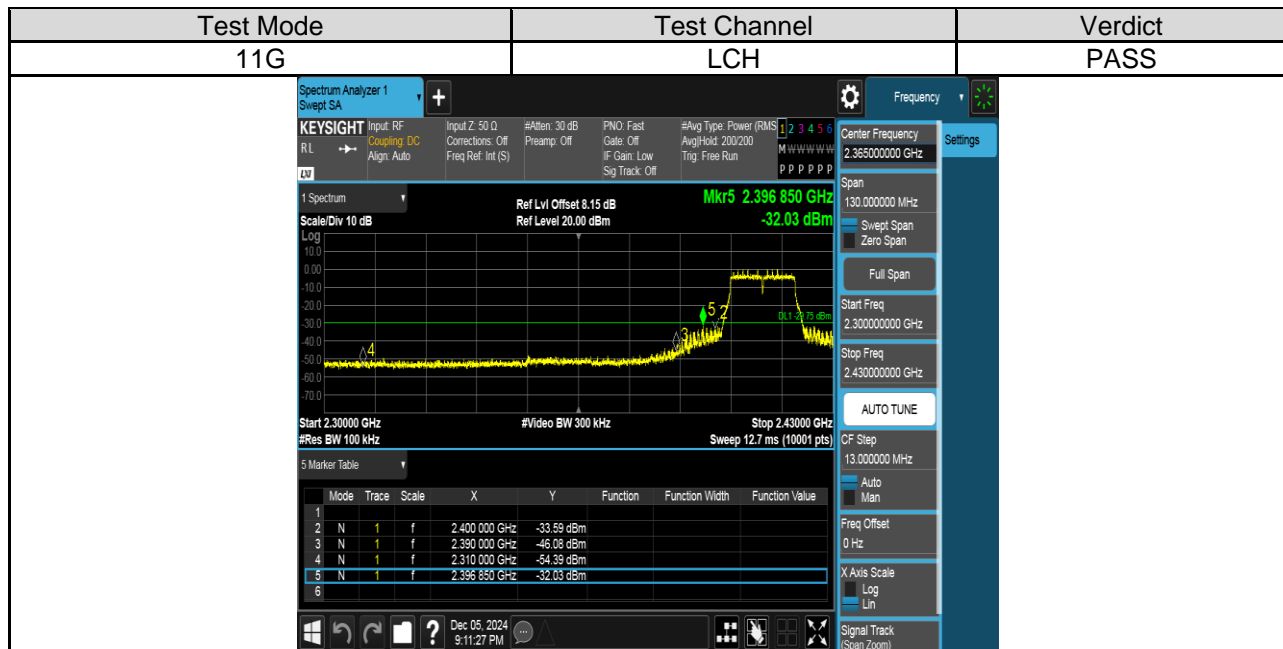 Test Mode Test Channel Verdict
11G LCH PASS
Spectrum Analyzer 1
Swept SA
+
Frequency
KEYSIGHT
RL
LXI
Input: RF
Coupling: DC
Align: Auto
Input Z: 50 Ω
Corrections: Off
Freq Ref: Int (S)
#Atten: 30 dB
Preamp: Off
PNO: Fast
Gate: Off
IF Gain: Low
Sig Track: Off
#Avg Type: Power (RMS
Avg|Hold: 200/200
Trig: Free Run
1 2 3 4 5 6
M W W W W W
P P P P P P
1 Spectrum
Scale/Div 10 dB
Ref Lvl Offset 8.15 dB
Ref Level 20.00 dBm
Mkr5 2.396 850 GHz
-32.03 dBm
Log
10.0
0.00
-10.0
-20.0
-30.0
-40.0
-50.0
-60.0
-70.0
4
3
5
2
Start 2.30000 GHz
#Res BW 100 kHz
#Video BW 300 kHz
Stop 2.43000 GHz
Sweep 12.7 ms (10001 pts)
5 Marker Table
Mode Trace Scale X Y Function Function Width Function Value
1
2 N 1 f 2.400 000 GHz -33.59 dBm
3 N 1 f 2.390 000 GHz -46.08 dBm
4 N 1 f 2.310 000 GHz -54.39 dBm
5 N 1 f 2.396 850 GHz -32.03 dBm
6
?
Dec 05, 2024
9:11:27 PM
Center Frequency
2.365000000 GHz
Settings
Span
130.000000 MHz
Swept Span
Zero Span
Full Span
Start Freq
2.300000000 GHz
Stop Freq
2.430000000 GHz
AUTO TUNE
CF Step
13.000000 MHz
Auto
Man
Freq Offset
0 Hz
X Axis Scale
Log
Lin
Signal Track
(Span Zoom)